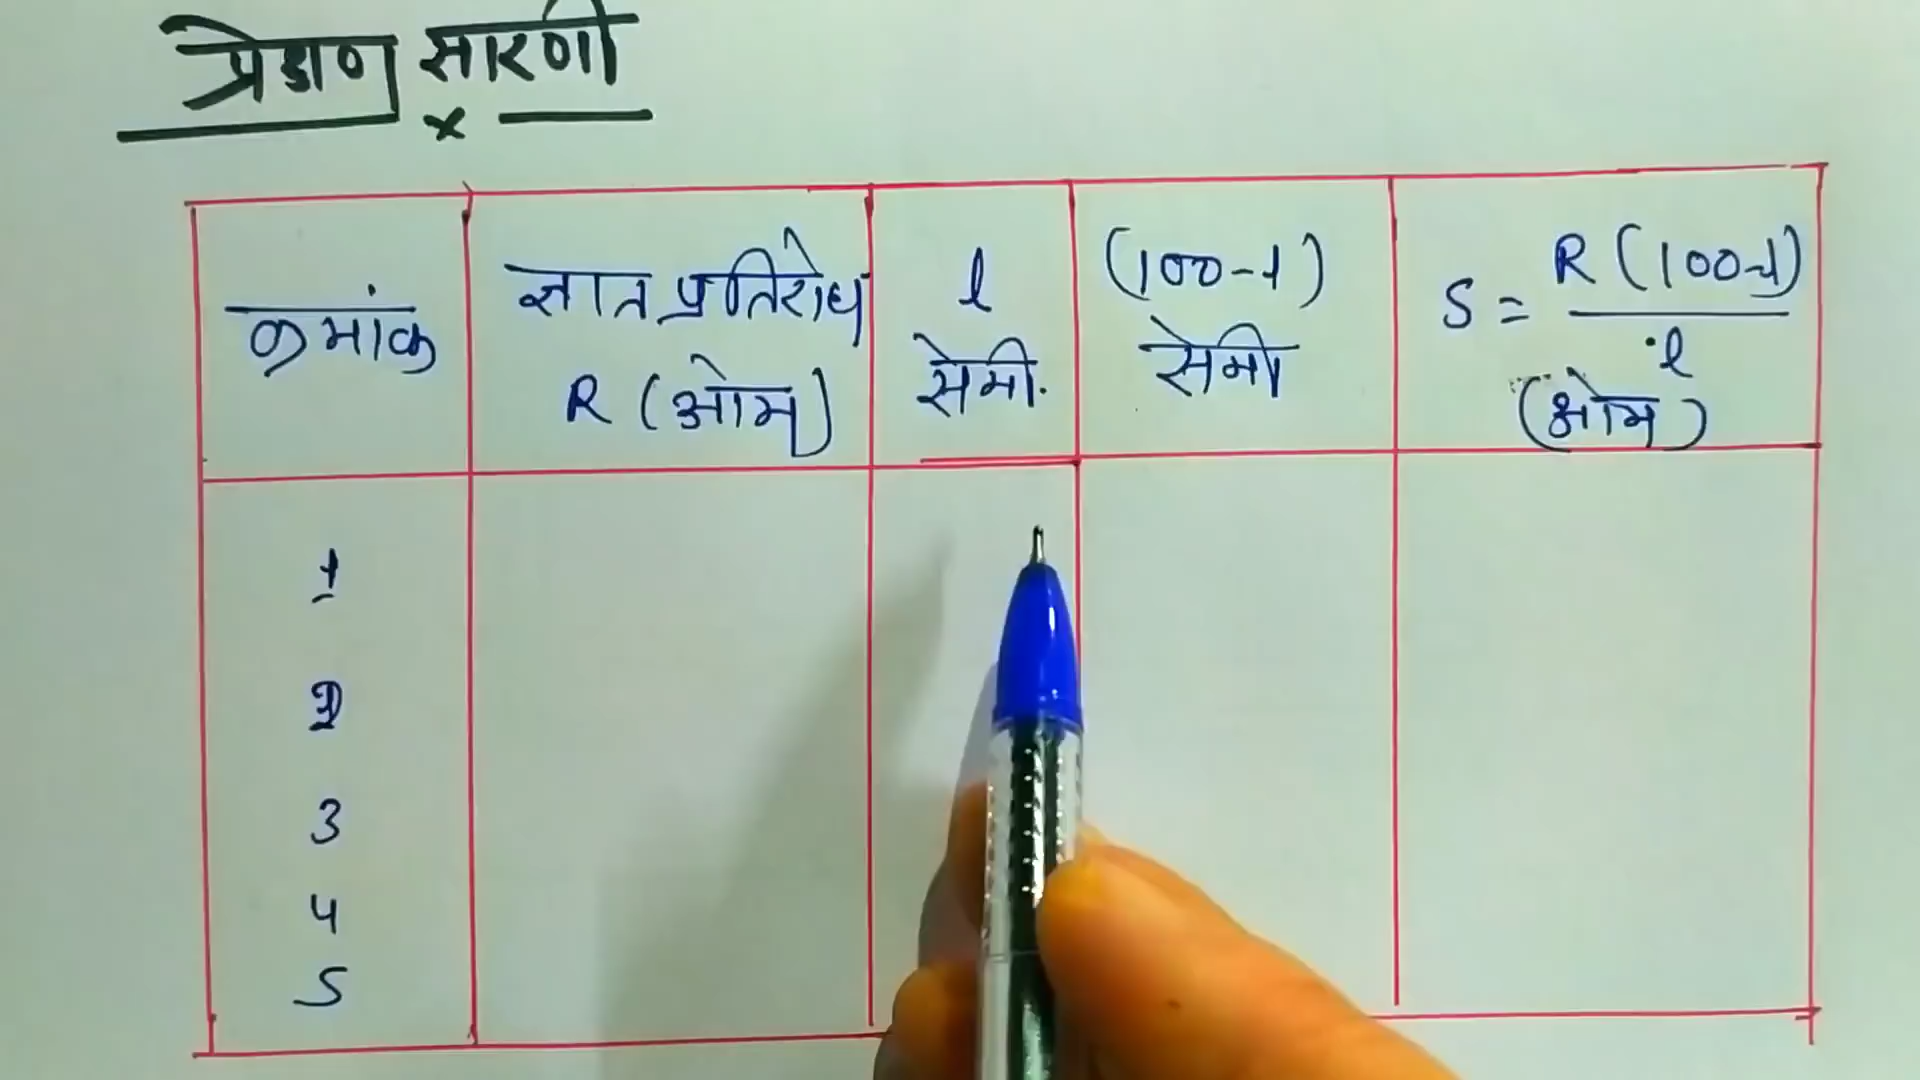 प्रेक्षण सारणी
x
क्रमांक
ज्ञात प्रतिरोध
R (ओम)
l
सेमी.
(100-l)
सेमी
S = R (100-l) / l
(ओम)
1
2
3
4
5